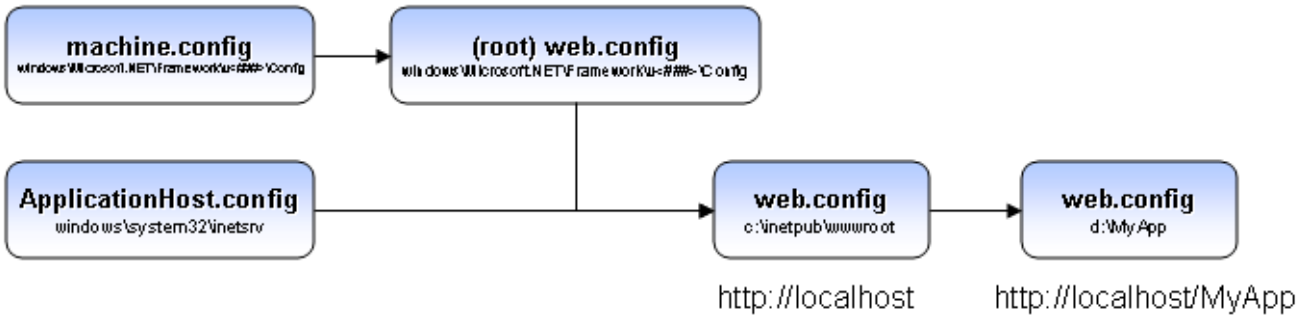 machine.config
windows\Microsoft.NET\Framework\v<###>\Config
(root) web.config
windows\Microsoft.NET\Framework\v<###>\Config
ApplicationHost.config
windows\system32\inetsrv
web.config
c:\inetpub\wwwroot
web.config
d:\MyApp
http://localhost
http://localhost/MyApp